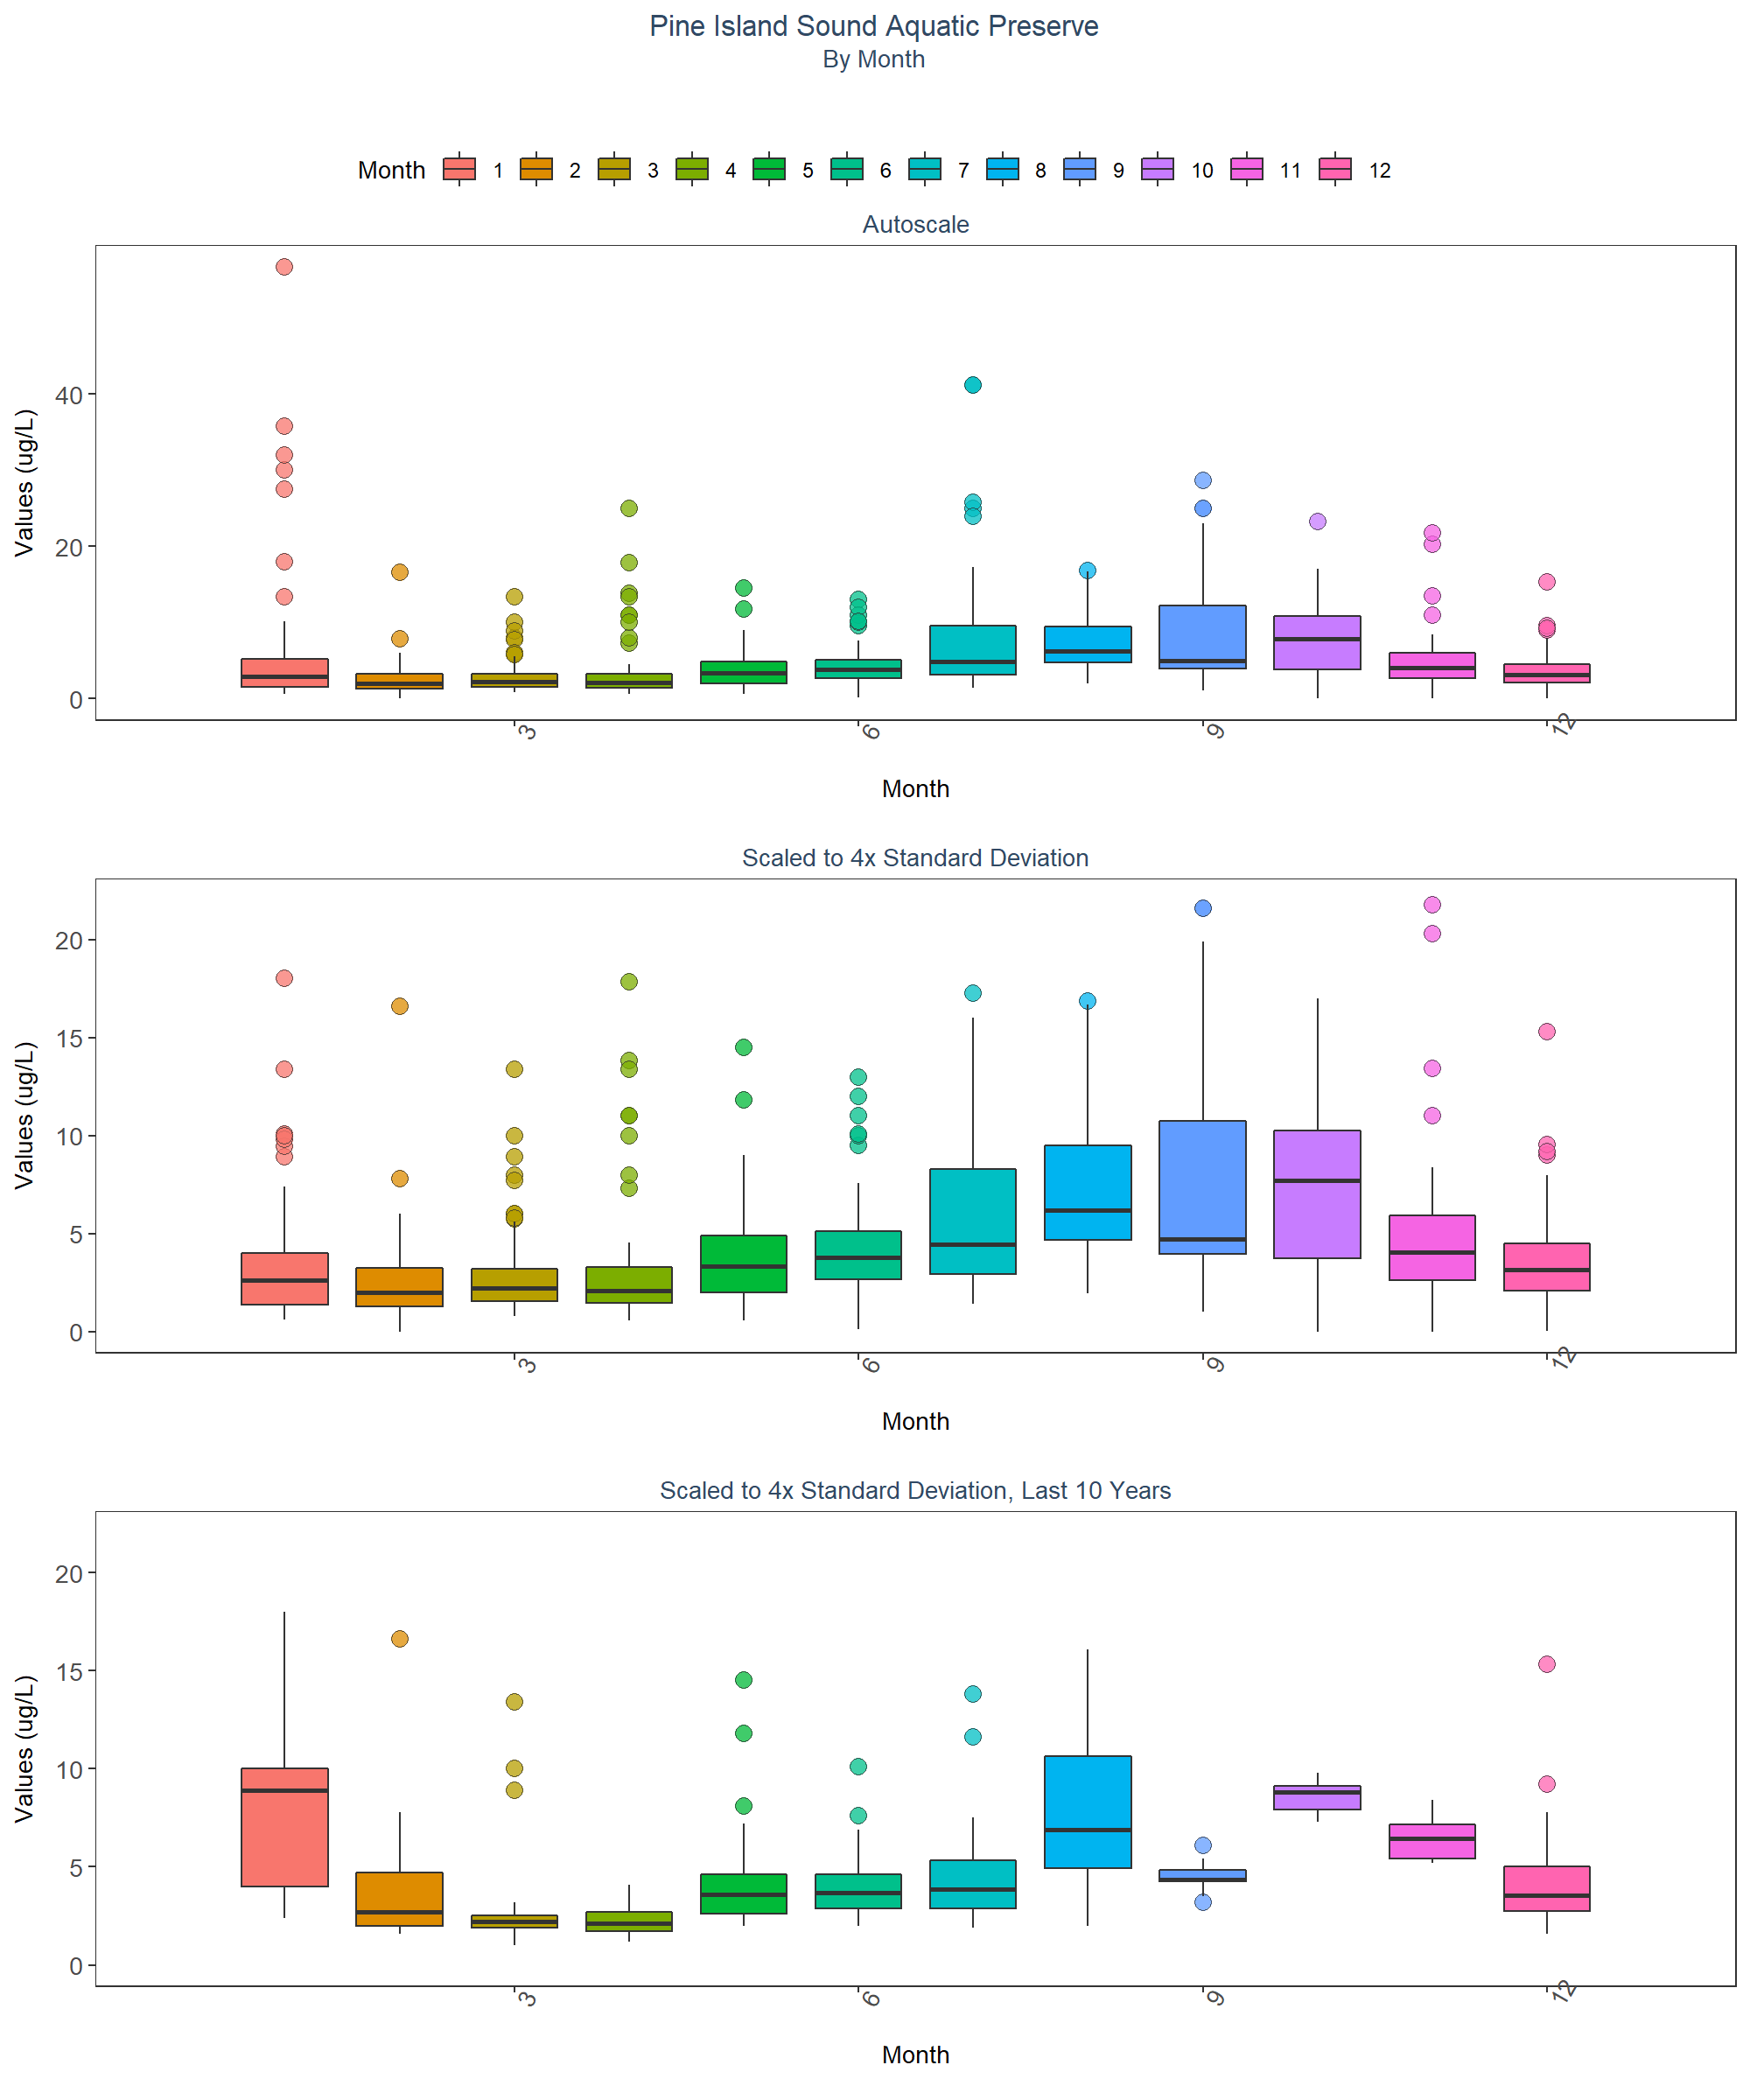 Pine Island Sound Aquatic Preserve
By Month
Month 1 2 3 4 5 6 7 8 9 10 11 12
Autoscale
Values (ug/L)
40
20
0
3 6 9 12
Month
Scaled to 4x Standard Deviation
Values (ug/L)
20
15
10
5
0
3 6 9 12
Month
Scaled to 4x Standard Deviation, Last 10 Years
Values (ug/L)
20
15
10
5
0
3 6 9 12
Month